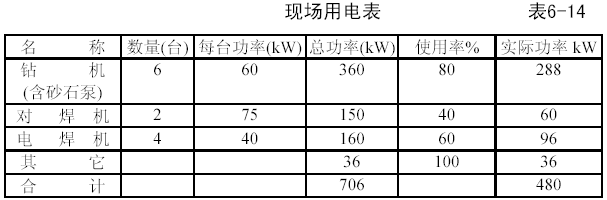 现场用电表 表6-14
名 称 数量(台) 每台功率(kW) 总功率(kW) 使用率% 实际功率 kW
钻 机 6 60 360 80 288
(含砂石泵)
对 焊 机 2 75 150 40 60
电 焊 机 4 40 160 60 96
其 它 36 100 36
合 计 706 480